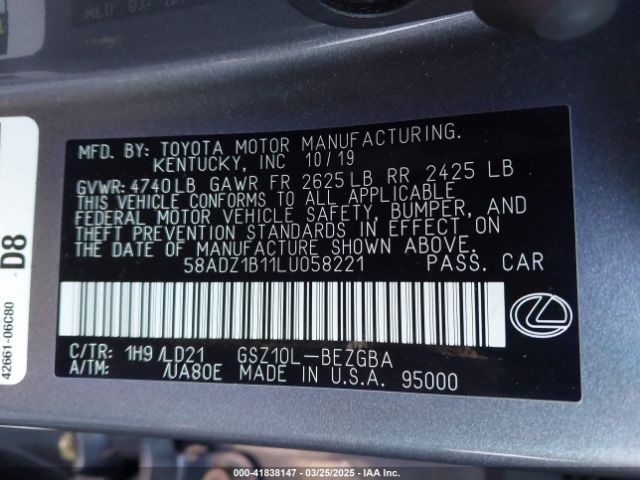 MFD. BY: TOYOTA MOTOR MANUFACTURING.
KENTUCKY, INC 10/19
GVWR: 4740LB GAWR FR 2625LB RR 2425 LB
THIS VEHICLE CONFORMS TO ALL APPLICABLE
FEDERAL MOTOR VEHICLE SAFETY, BUMPER, AND
THEFT PREVENTION STANDARDS IN EFFECT ON
THE DATE OF MANUFACTURE SHOWN ABOVE.
58ADZ1B11LU058221 PASS. CAR
C/TR: 1H9 /LD21 GSZ10L-BEZGBA
A/TM: /UA80E MADE IN U.S.A. 95000
D8
42661-06C80
000-41838147 - 03/25/2025 - IAA Inc.